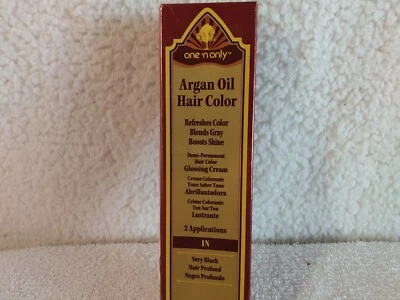 one 'n only™
Argan Oil
Hair Color
Refreshes Color
Blends Gray
Boosts Shine
Demi-Permanent
Hair Color
Glossing Cream
Crema Colorante
Tono Sobre Tono
Abrillantadora
Crème Colorante
Ton Sur Ton
Lustrante
2 Applications
1N
Very Black
Noir Profond
Negro Profundo